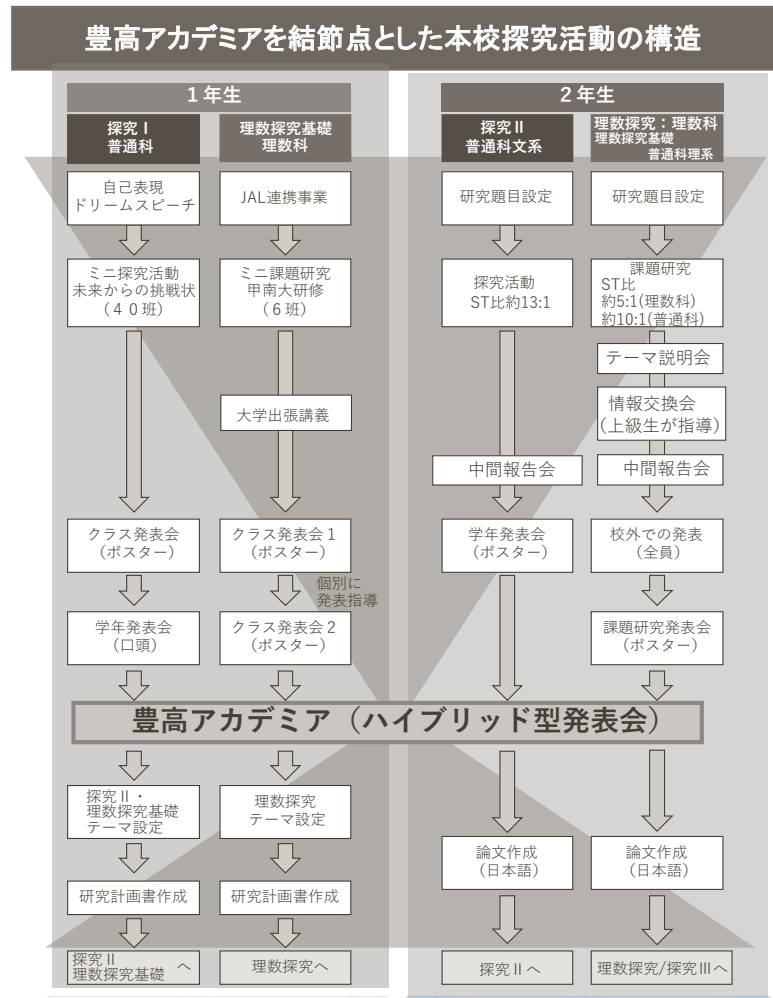 豊高アカデミアを結節点とした本校探究活動の構造
1年生
探究Ⅰ
普通科
自己表現
ドリームスピーチ
ミニ探究活動
未来からの挑戦状
（４０班）
クラス発表会
（ポスター）
学年発表会
（口頭）
理数探究基礎
理数科
JAL連携事業
ミニ課題研究
甲南大研修
（６班）
大学出張講義
クラス発表会１
（ポスター）
個別に
発表指導
クラス発表会２
（ポスター）
2年生
探究Ⅱ
普通科文系
研究題目設定
探究活動
ST比約13:1
中間報告会
学年発表会
（ポスター）
理数探究：理数科
理数探究基礎
普通科理系
研究題目設定
課題研究
ST比
約5:1(理数科)
約10:1(普通科)
テーマ説明会
情報交換会
（上級生が指導）
中間報告会
校外での発表
（全員）
課題研究発表会
（ポスター）
豊高アカデミア（ハイブリッド型発表会）
探究Ⅱ・
理数探究基礎
テーマ設定
研究計画書作成
探究Ⅱ
理数探究基礎 へ
理数探究
テーマ設定
研究計画書作成
理数探究へ
論文作成
（日本語）
探究Ⅱへ
論文作成
（日本語）
理数探究/探究Ⅲへ